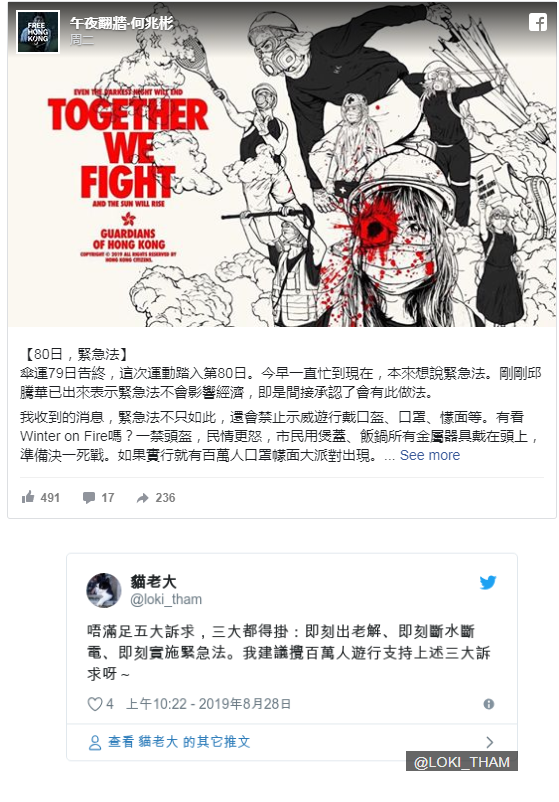 FREE
HONG
KONG
午夜翻牆-何兆彬
周二
EVEN THE DARKEST NIGHT WILL END
TOGETHER
WE
FIGHT
AND THE SUN WILL RISE
GUARDIANS
OF HONG KONG
COPYRIGHT © 2019 ALL RIGHTS RESERVED BY
HONG KONG CITIZENS.
【80日，緊急法】
傘運79日告終，這次運動踏入第80日。今早一直忙到現在，本來想說緊急法。剛剛邱
騰華已出來表示緊急法不會影響經濟，即是間接承認了會有此做法。
我收到的消息，緊急法不只如此，還會禁止示威遊行戴口盔、口罩、幪面等。有看
Winter on Fire嗎？一禁頭盔，民情更怒，市民用煲蓋、飯鍋所有金屬器具戴在頭上，
準備決一死戰。如果實行就有百萬人口罩幪面大派對出現。... See more
491
17
236
貓老大
@loki_tham
唔滿足五大訴求，三大都得掛：即刻出老解、即刻斷水斷
電、即刻實施緊急法。我建議攪百萬人遊行支持上述三大訴
求呀～
4 上午10:22 - 2019年8月28日
查看 貓老大 的其它推文
@LOKI_THAM